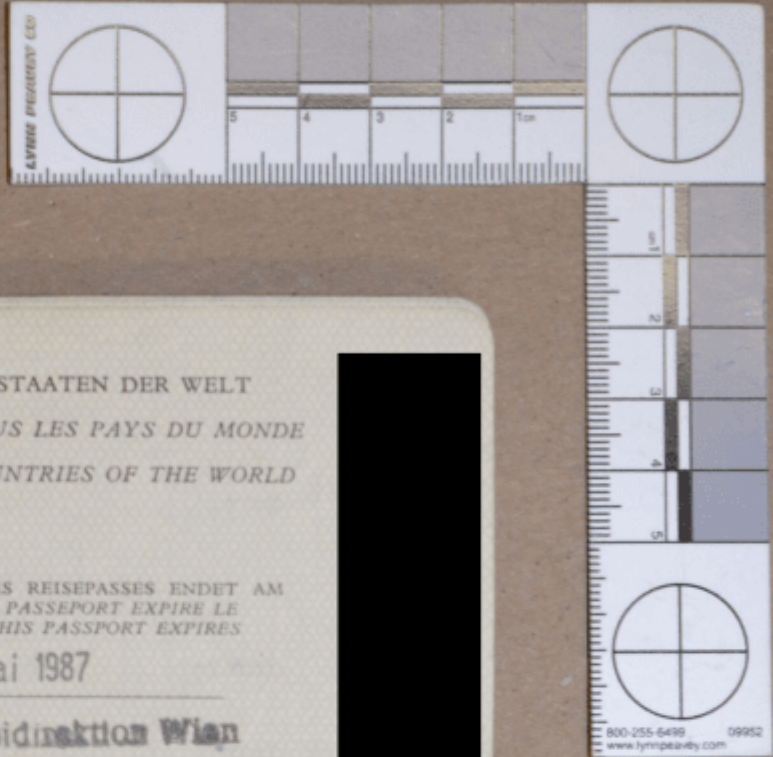 LYNN PEAVEY CO
5 4 3 2 1cm
cm1
2
3
4
5
STAATEN DER WELT
US LES PAYS DU MONDE
UNTRIES OF THE WORLD
S REISEPASSES ENDET AM
PASSEPORT EXPIRE LE
HIS PASSPORT EXPIRES
ai 1987
Wien
800-255-6499 09952
www.lynnpeavey.com